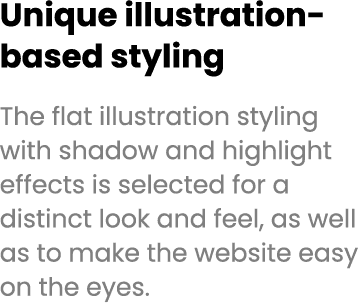 Unique illustration-
based styling
The flat illustration styling
with shadow and highlight
effects is selected for a
distinct look and feel, as well
as to make the website easy
on the eyes.